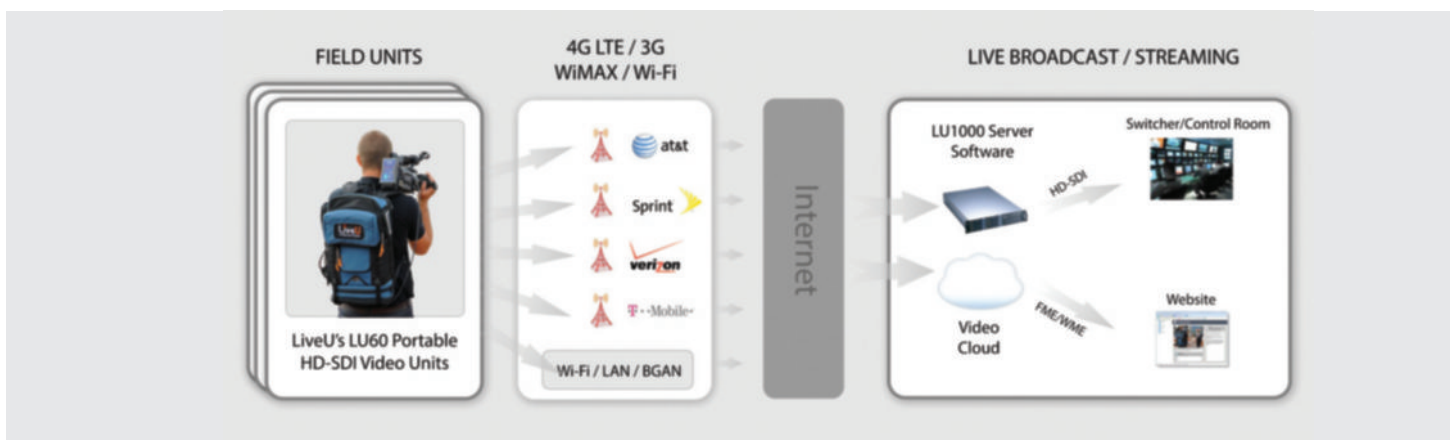 FIELD UNITS
LiveU
LiveU's LU60 Portable
HD-SDI Video Units
4G LTE / 3G
WiMAX / Wi-Fi
at&t
Sprint
verizon
T··Mobile·
Wi-Fi / LAN / BGAN
Internet
LIVE BROADCAST / STREAMING
LU1000 Server
Software
HD-SDI
Switcher/Control Room
Video
Cloud
FME/WME
Website